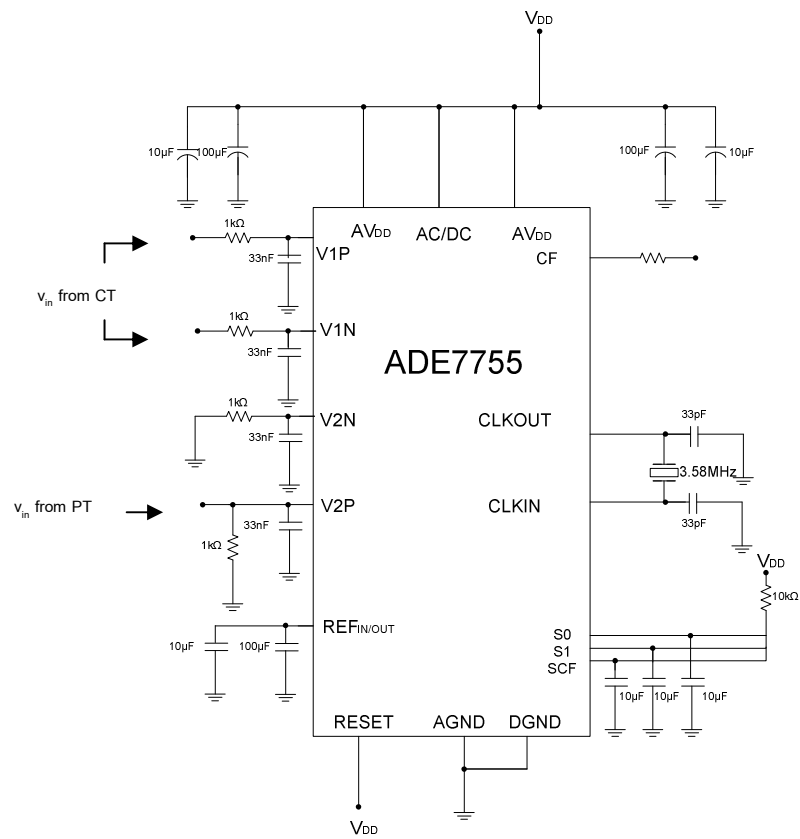 VDD
10µF
100µF
100µF
10µF
AVDD
AC/DC
AVDD
1kΩ
33nF
V1P
CF
vin from CT
1kΩ
33nF
V1N
ADE7755
1kΩ
33nF
V2N
CLKOUT
33pF
3.58MHz
vin from PT
1kΩ
33nF
V2P
CLKIN
33pF
VDD
10kΩ
10µF
100µF
REFIN/OUT
S0
S1
SCF
10µF
10µF
10µF
RESET
AGND
DGND
VDD